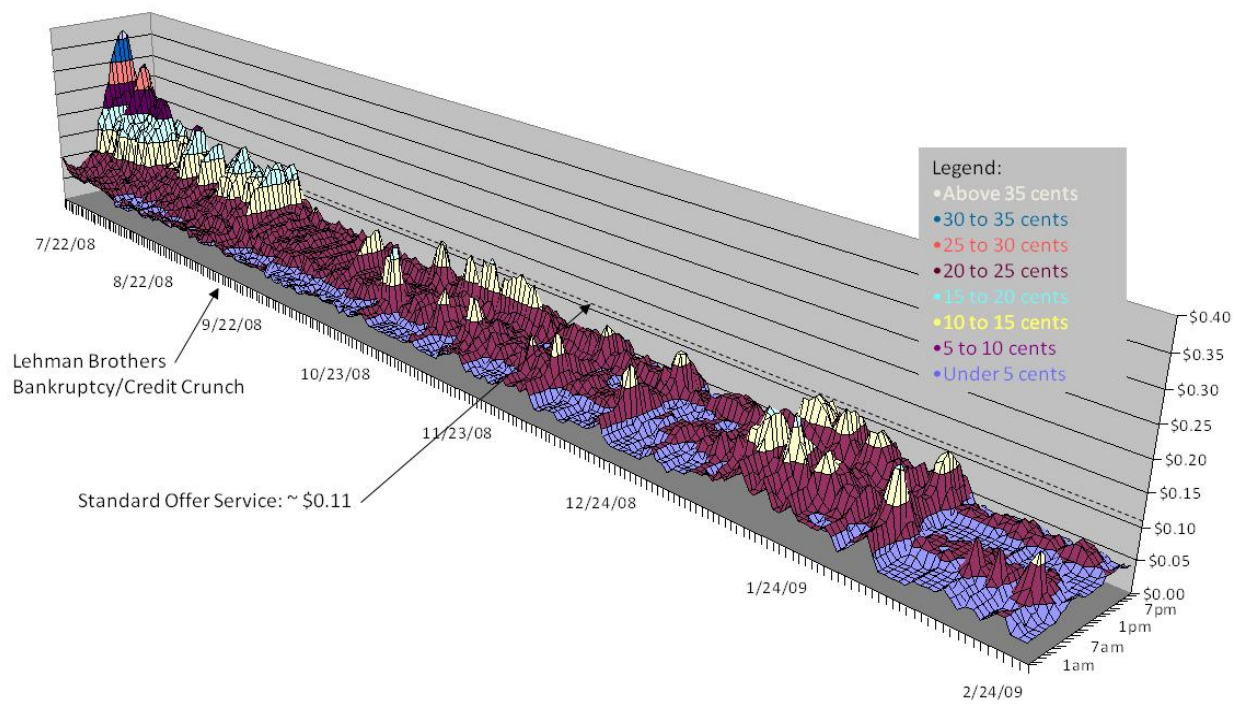 Legend:
•Above 35 cents
•30 to 35 cents
•25 to 30 cents
•20 to 25 cents
•15 to 20 cents
•10 to 15 cents
•5 to 10 cents
•Under 5 cents
7/22/08
8/22/08
9/22/08
10/23/08
11/23/08
12/24/08
1/24/09
2/24/09
Lehman Brothers
Bankruptcy/Credit Crunch
Standard Offer Service: ~ $0.11
$0.40
$0.35
$0.30
$0.25
$0.20
$0.15
$0.10
$0.05
$0.00
7pm
1pm
7am
1am